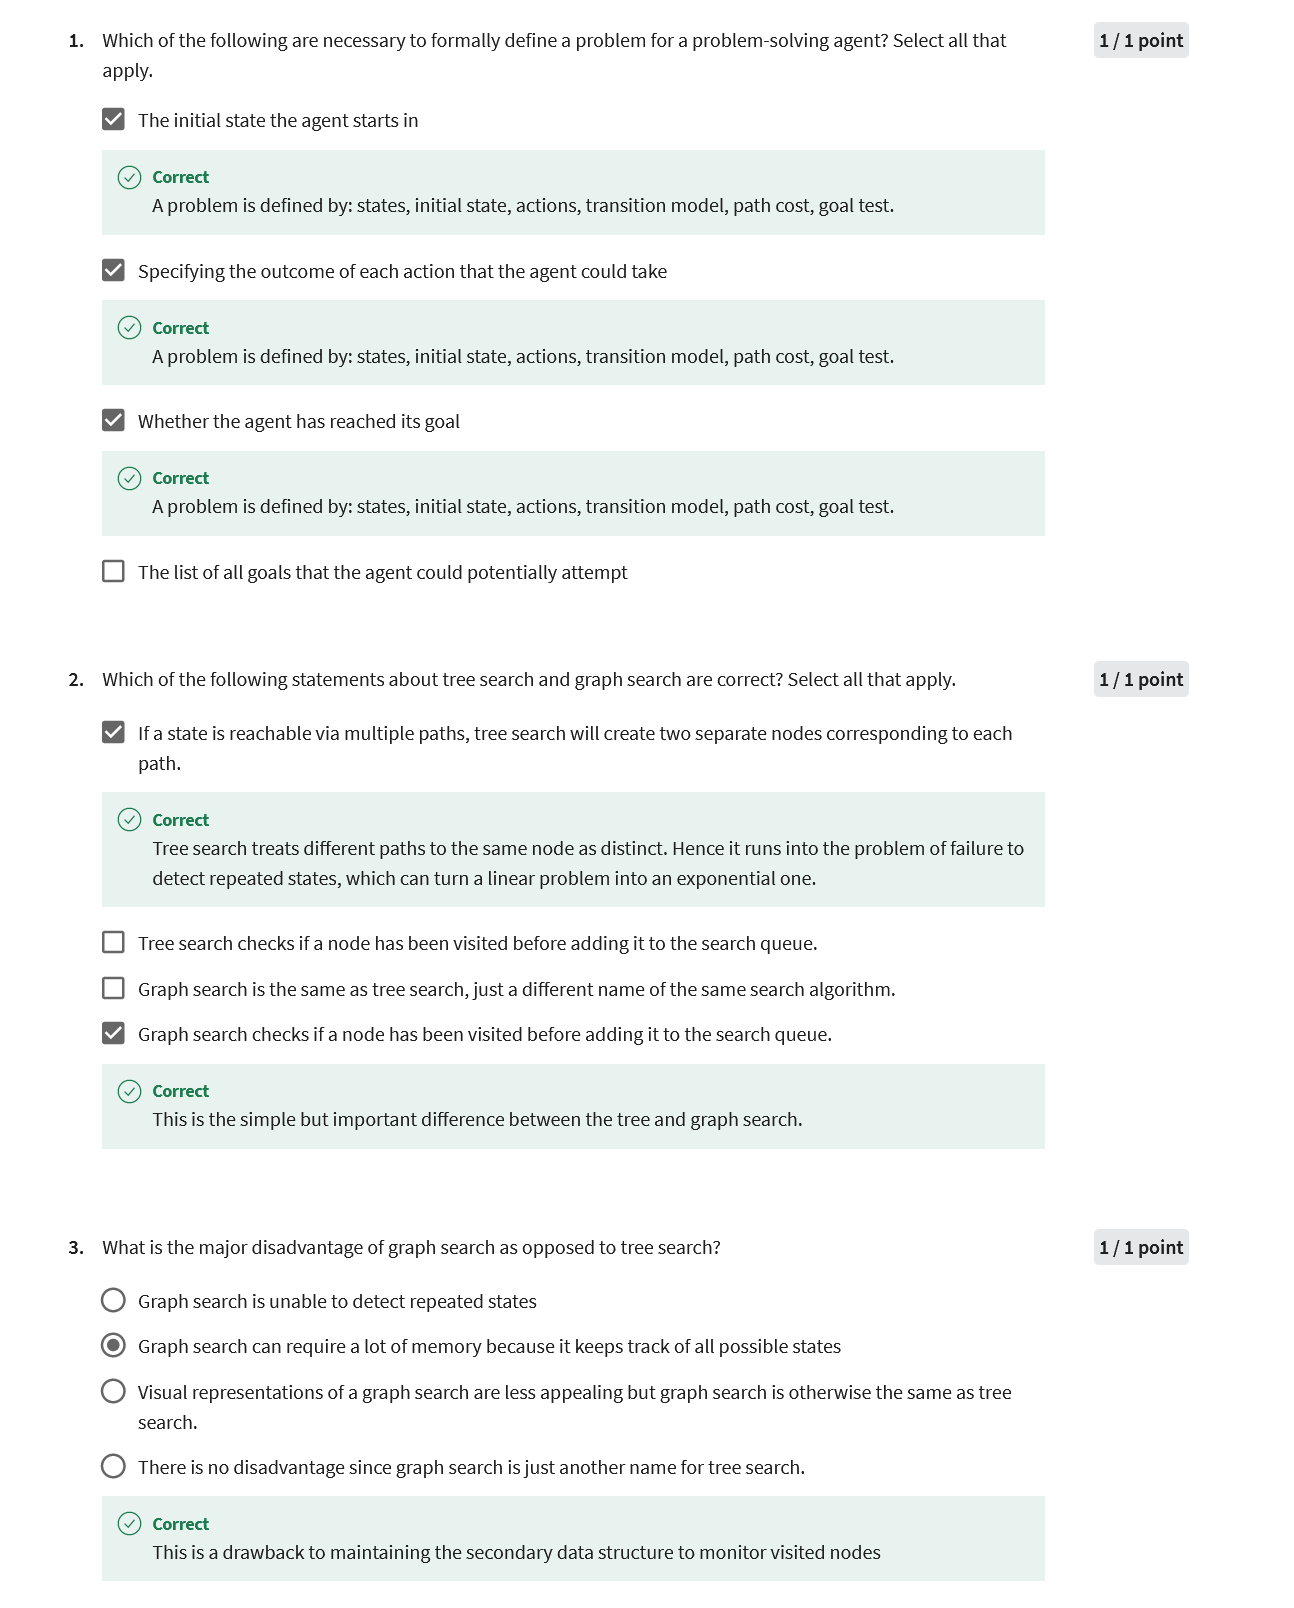 1. Which of the following are necessary to formally define a problem for a problem-solving agent? Select all that
1 / 1 point
apply.
The initial state the agent starts in
Correct
A problem is defined by: states, initial state, actions, transition model, path cost, goal test.
Specifying the outcome of each action that the agent could take
Correct
A problem is defined by: states, initial state, actions, transition model, path cost, goal test.
Whether the agent has reached its goal
Correct
A problem is defined by: states, initial state, actions, transition model, path cost, goal test.
The list of all goals that the agent could potentially attempt
2. Which of the following statements about tree search and graph search are correct? Select all that apply.
1 / 1 point
If a state is reachable via multiple paths, tree search will create two separate nodes corresponding to each
path.
Correct
Tree search treats different paths to the same node as distinct. Hence it runs into the problem of failure to
detect repeated states, which can turn a linear problem into an exponential one.
Tree search checks if a node has been visited before adding it to the search queue.
Graph search is the same as tree search, just a different name of the same search algorithm.
Graph search checks if a node has been visited before adding it to the search queue.
Correct
This is the simple but important difference between the tree and graph search.
3. What is the major disadvantage of graph search as opposed to tree search?
1 / 1 point
Graph search is unable to detect repeated states
Graph search can require a lot of memory because it keeps track of all possible states
Visual representations of a graph search are less appealing but graph search is otherwise the same as tree
search.
There is no disadvantage since graph search is just another name for tree search.
Correct
This is a drawback to maintaining the secondary data structure to monitor visited nodes